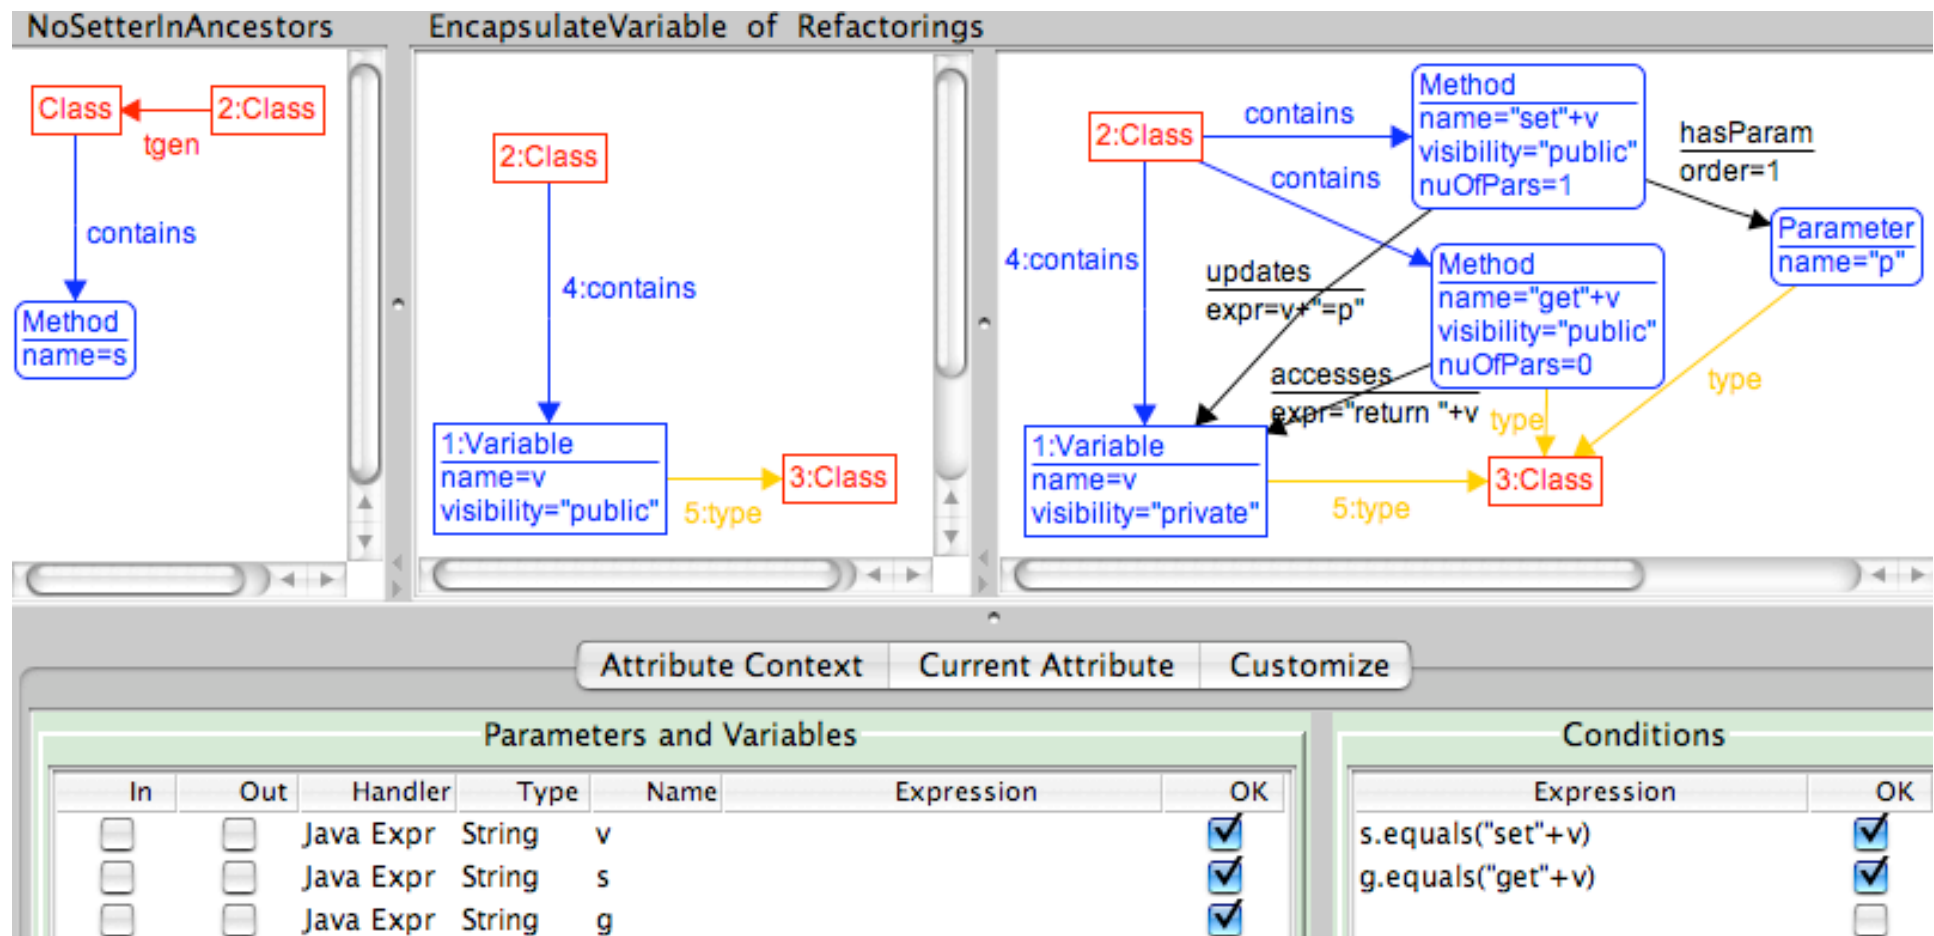 NoSetterInAncestors
EncapsulateVariable of Refactorings
Class
2:Class
tgen
contains
Method
name=s
2:Class
4:contains
1:Variable
name=v
visibility="public"
5:type
3:Class
2:Class
contains
contains
4:contains
Method
name="set"+v
visibility="public"
nuOfPars=1
hasParam
order=1
Parameter
name="p"
updates
expr=v+"=p"
Method
name="get"+v
visibility="public"
nuOfPars=0
accesses
expr="return "+v
type
type
1:Variable
name=v
visibility="private"
5:type
3:Class
Attribute Context
Current Attribute
Customize
Parameters and Variables
In Out Handler Type Name Expression OK
Java Expr String v
Java Expr String s
Java Expr String g
Conditions
Expression OK
s.equals("set"+v)
g.equals("get"+v)